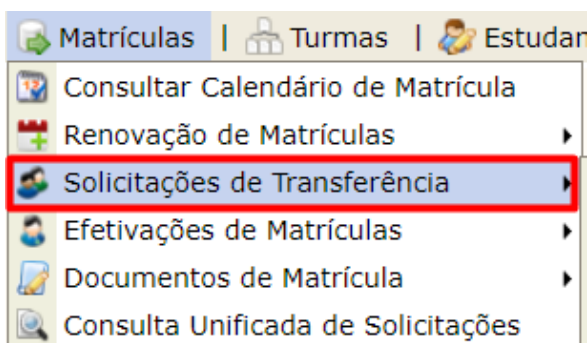 Matrículas | Turmas | Estudan
Consultar Calendário de Matrícula
Renovação de Matrículas
Solicitações de Transferência
Efetivações de Matrículas
Documentos de Matrícula
Consulta Unificada de Solicitações